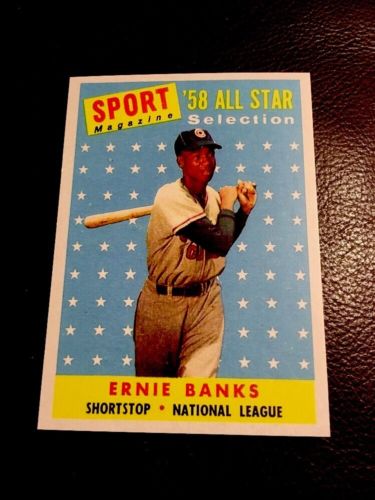 SPORT
Magazine
'58 ALL STAR
Selection
ERNIE BANKS
SHORTSTOP • NATIONAL LEAGUE